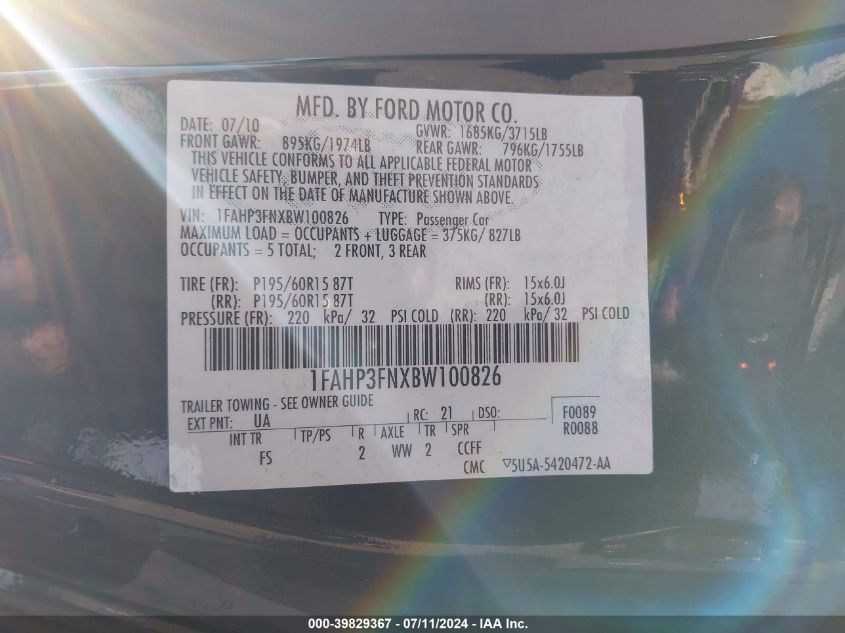 MFD. BY FORD MOTOR CO.
DATE: 07/10 GVWR: 1685KG/3715LB
FRONT GAWR: 895KG/1974LB REAR GAWR: 796KG/1755LB
THIS VEHICLE CONFORMS TO ALL APPLICABLE FEDERAL MOTOR
VEHICLE SAFETY, BUMPER, AND THEFT PREVENTION STANDARDS
IN EFFECT ON THE DATE OF MANUFACTURE SHOWN ABOVE.
VIN: 1FAHP3FNXBW100826 TYPE: Passenger Car
MAXIMUM LOAD = OCCUPANTS + LUGGAGE = 375KG/ 827LB
OCCUPANTS = 5 TOTAL; 2 FRONT, 3 REAR
TIRE (FR): P195/60R15 87T RIMS (FR): 15x6.0J
(RR): P195/60R15 87T (RR): 15x6.0J
PRESSURE (FR): 220 kPa/ 32 PSI COLD (RR): 220 kPa/ 32 PSI COLD
1FAHP3FNXBW100826
TRAILER TOWING - SEE OWNER GUIDE
EXT PNT: UA RC: 21 DSO: F0089
INT TR TP/PS R AXLE TR SPR R0088
FS 2 WW 2 CCFF
CMC ▽5U5A-5420472-AA
000-39829367 - 07/11/2024 - IAA Inc.